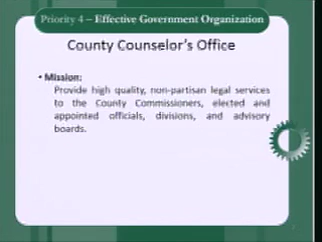 Priority 4 – Effective Government Organization
County Counselor's Office
• Mission:
Provide high quality, non-partisan legal services
to the County Commissioners, elected and
appointed officials, divisions, and advisory
boards.